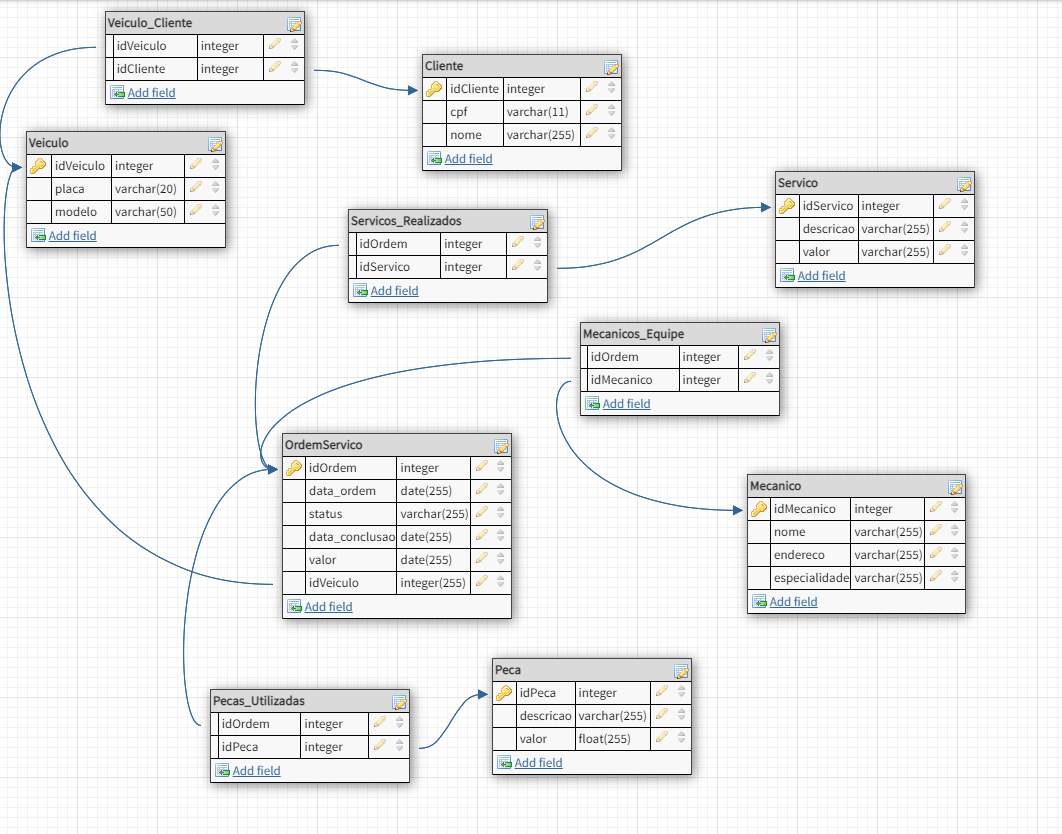 Veiculo_Cliente
idVeiculo integer
idCliente integer
Add field
Cliente
idCliente integer
cpf varchar(11)
nome varchar(255)
Add field
Veiculo
idVeiculo integer
placa varchar(20)
modelo varchar(50)
Add field
Servico
idServico integer
descricao varchar(255)
valor varchar(255)
Add field
Servicos_Realizados
idOrdem integer
idServico integer
Add field
Mecanicos_Equipe
idOrdem integer
idMecanico integer
Add field
OrdemServico
idOrdem integer
data_ordem date(255)
status varchar(255)
data_conclusao date(255)
valor date(255)
idVeiculo integer(255)
Add field
Mecanico
idMecanico integer
nome varchar(255)
endereco varchar(255)
especialidade varchar(255)
Add field
Peca
idPeca integer
descricao varchar(255)
valor float(255)
Add field
Pecas_Utilizadas
idOrdem integer
idPeca integer
Add field